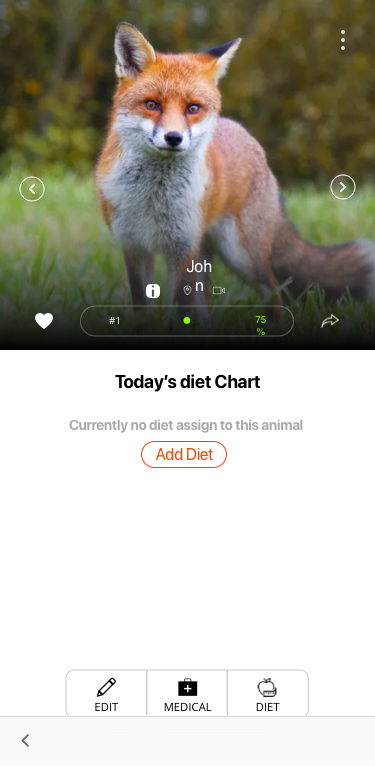 Joh
n
#1
75
%
Today's diet Chart
Currently no diet assign to this animal
Add Diet
EDIT MEDICAL DIET